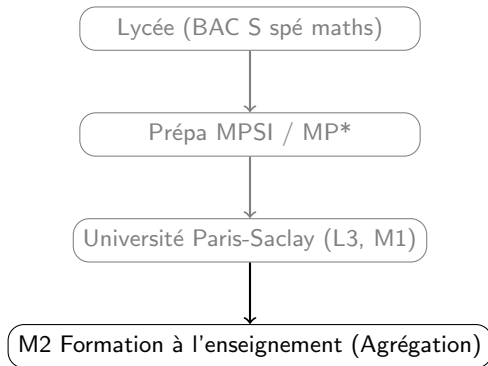 Lycée (BAC S spé maths)
Prépa MPSI / MP*
Université Paris-Saclay (L3, M1)
M2 Formation à l'enseignement (Agrégation)